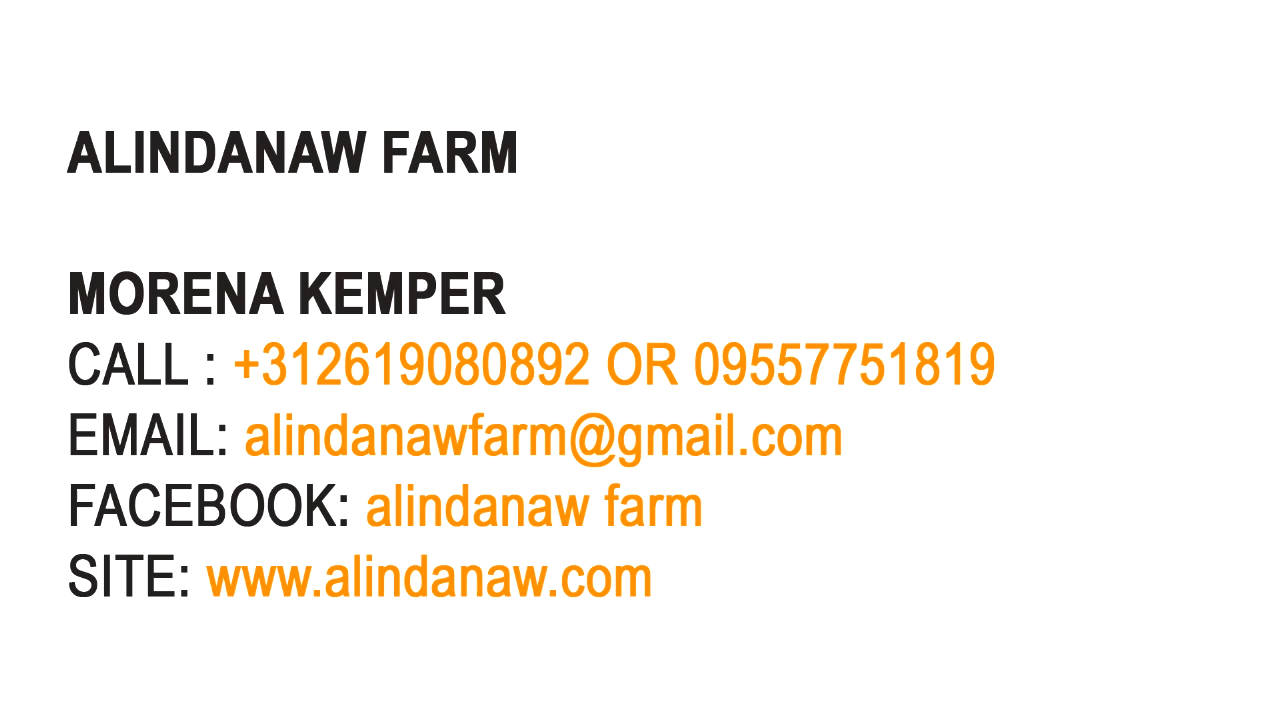 ALINDANAW FARM
MORENA KEMPER
CALL : +312619080892 OR 09557751819
EMAIL: alindanawfarm@gmail.com
FACEBOOK: alindanaw farm
SITE: www.alindanaw.com